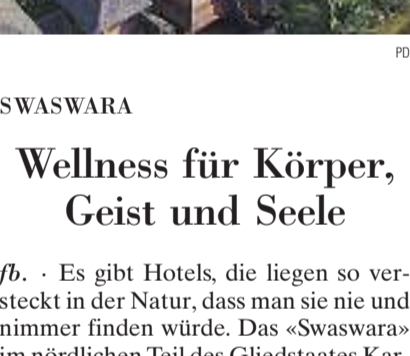 PD
SWASWARA
Wellness für Körper,
Geist und Seele
fb. · Es gibt Hotels, die liegen so ver-
steckt in der Natur, dass man sie nie und
nimmer finden würde. Das «Swaswara»
im nördlichen Teil des Gliedstaates Kar-